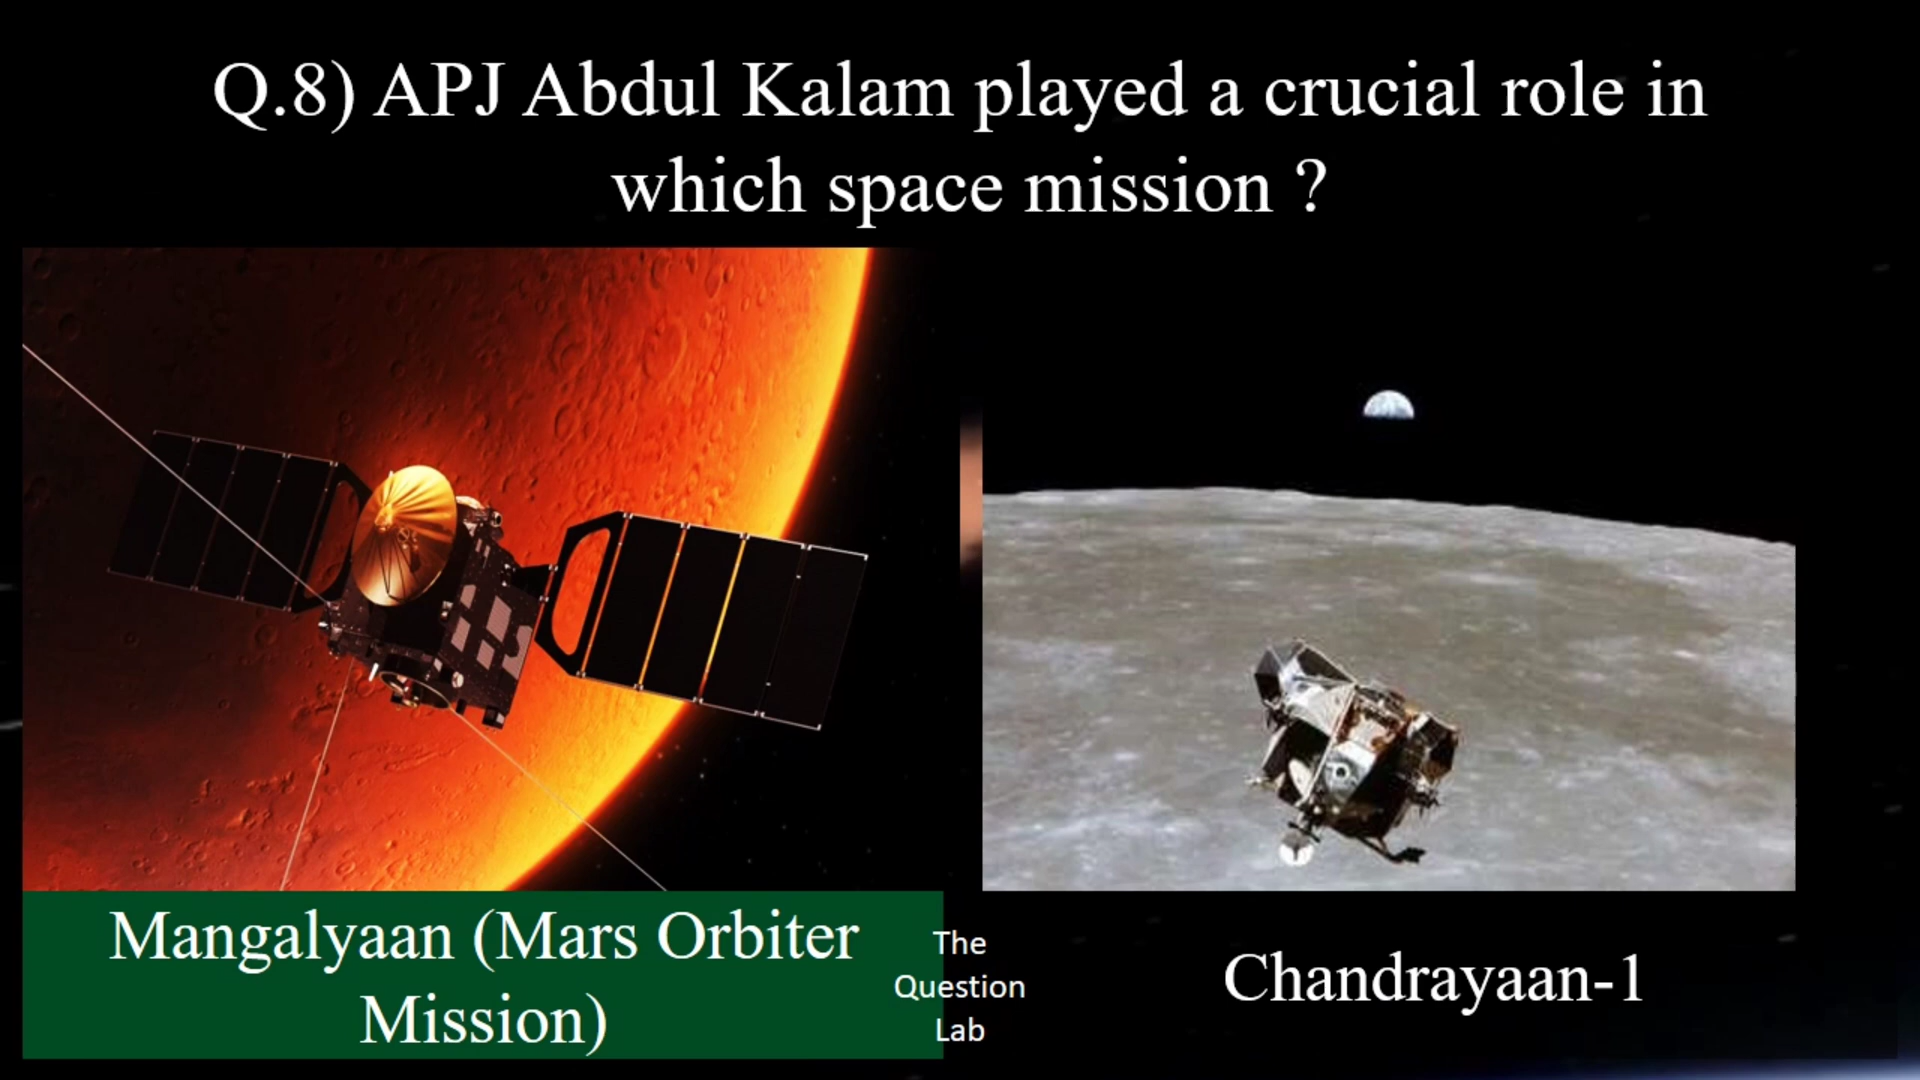 Q.8) APJ Abdul Kalam played a crucial role in
which space mission ?
Mangalyaan (Mars Orbiter
Mission)
The
Question
Lab
Chandrayaan-1